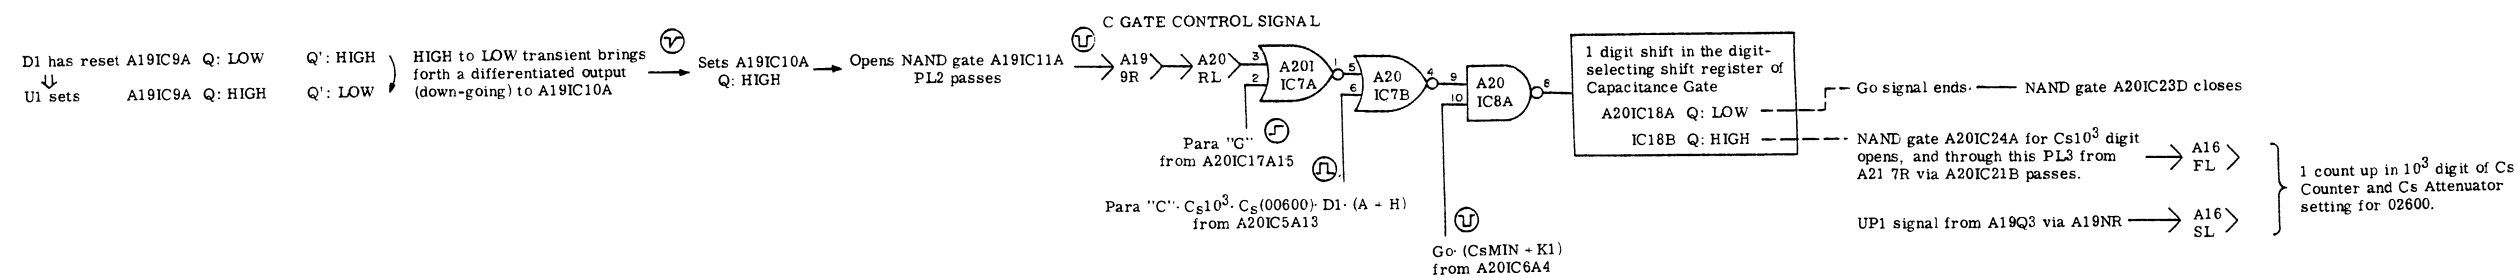 C GATE CONTROL SIGNAL
D1 has reset A19IC9A Q: LOW Q': HIGH
U1 sets A19IC9A Q: HIGH Q': LOW
HIGH to LOW transient brings
forth a differentiated output
(down-going) to A19IC10A
Sets A19IC10A
Q: HIGH
Opens NAND gate A19IC11A
PL2 passes
A19
9R
A20
RL
3
2
A20I
IC7A
1
5
6
A20
IC7B
4
9
10
A20
IC8A
8
Para "G"
from A20IC17A15
Para "C"· Cs10³· Cs(00600)· D1· (A + H)
from A20IC5A13
Go· (CsMIN + K1)
from A20IC6A4
1 digit shift in the digit-
selecting shift register of
Capacitance Gate
A20IC18A Q: LOW
IC18B Q: HIGH
Go signal ends· NAND gate A20IC23D closes
NAND gate A20IC24A for Cs10³ digit
opens, and through this PL3 from
A21 7R via A20IC21B passes.
A16
FL
UP1 signal from A19Q3 via A19NR
A16
SL
1 count up in 10³ digit of Cs
Counter and Cs Attenuator
setting for 02600.